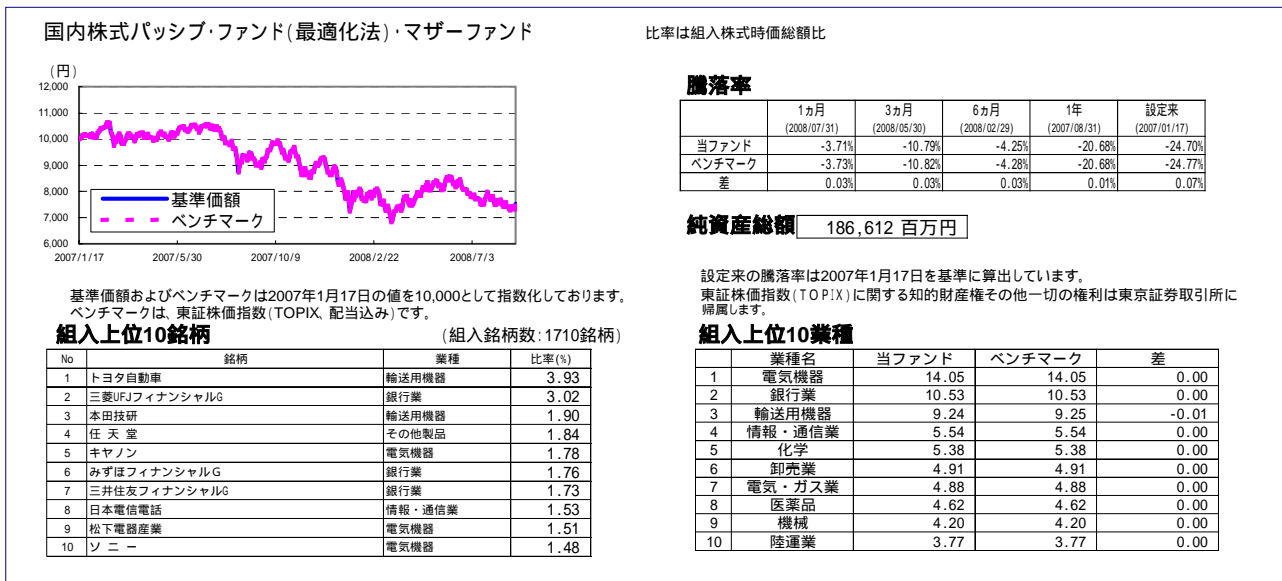 国内株式パッシブ・ファンド(最適化法)・マザーファンド
比率は組入株式時価総額比
(円)
12,000
11,000
10,000
9,000
8,000
7,000
6,000
基準価額
ベンチマーク
2007/1/17 2007/5/30 2007/10/9 2008/2/22 2008/7/3
基準価額およびベンチマークは2007年1月17日の値を10,000として指数化しております。
ベンチマークは、東証株価指数(TOPIX、配当込み)です。
騰落率
1ヵ月 3ヵ月 6ヵ月 1年 設定来
(2008/07/31) (2008/05/30) (2008/02/29) (2007/08/31) (2007/01/17)
当ファンド -3.71% -10.79% -4.25% -20.68% -24.70%
ベンチマーク -3.73% -10.82% -4.28% -20.68% -24.77%
差 0.03% 0.03% 0.03% 0.01% 0.07%
純資産総額 186,612 百万円
設定来の騰落率は2007年1月17日を基準に算出しています。
東証株価指数(TOPIX)に関する知的財産権その他一切の権利は東京証券取引所に
帰属します。
組入上位10銘柄 (組入銘柄数:1710銘柄)
No 銘柄 業種 比率(%)
1 トヨタ自動車 輸送用機器 3.93
2 三菱UFJフィナンシャルG 銀行業 3.02
3 本田技研 輸送用機器 1.90
4 任 天 堂 その他製品 1.84
5 キヤノン 電気機器 1.78
6 みずほフィナンシャルG 銀行業 1.76
7 三井住友フィナンシャルG 銀行業 1.73
8 日本電信電話 情報・通信業 1.53
9 松下電器産業 電気機器 1.51
10 ソ ニ ー 電気機器 1.48
組入上位10業種
業種名 当ファンド ベンチマーク 差
1 電気機器 14.05 14.05 0.00
2 銀行業 10.53 10.53 0.00
3 輸送用機器 9.24 9.25 -0.01
4 情報・通信業 5.54 5.54 0.00
5 化学 5.38 5.38 0.00
6 卸売業 4.91 4.91 0.00
7 電気・ガス業 4.88 4.88 0.00
8 医薬品 4.62 4.62 0.00
9 機械 4.20 4.20 0.00
10 陸運業 3.77 3.77 0.00